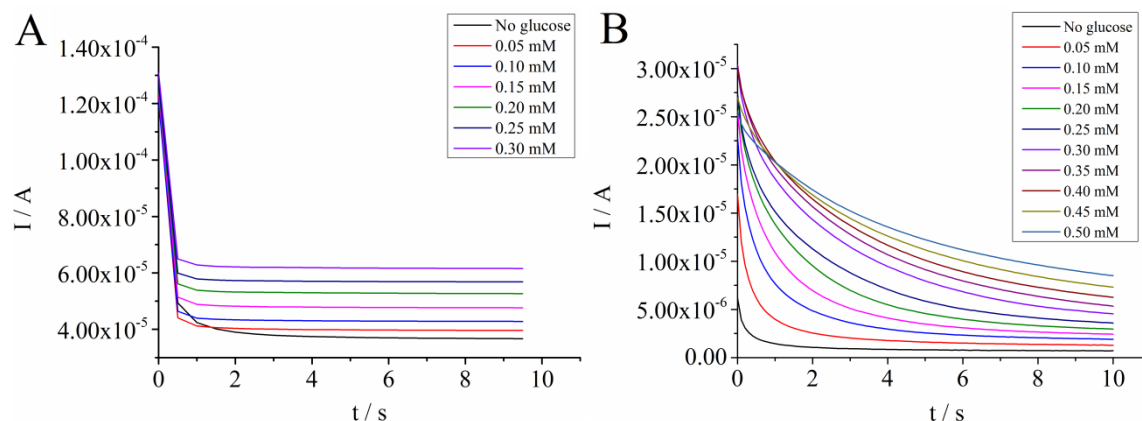 A
No glucose
0.05 mM
0.10 mM
0.15 mM
0.20 mM
0.25 mM
0.30 mM
1.40x10⁻⁴
1.20x10⁻⁴
1.00x10⁻⁴
8.00x10⁻⁵
6.00x10⁻⁵
4.00x10⁻⁵
I / A
0 2 4 6 8 10
t / s
B
No glucose
0.05 mM
0.10 mM
0.15 mM
0.20 mM
0.25 mM
0.30 mM
0.35 mM
0.40 mM
0.45 mM
0.50 mM
3.00x10⁻⁵
2.50x10⁻⁵
2.00x10⁻⁵
1.50x10⁻⁵
1.00x10⁻⁵
5.00x10⁻⁶
0.00
I / A
0 2 4 6 8 10
t / s